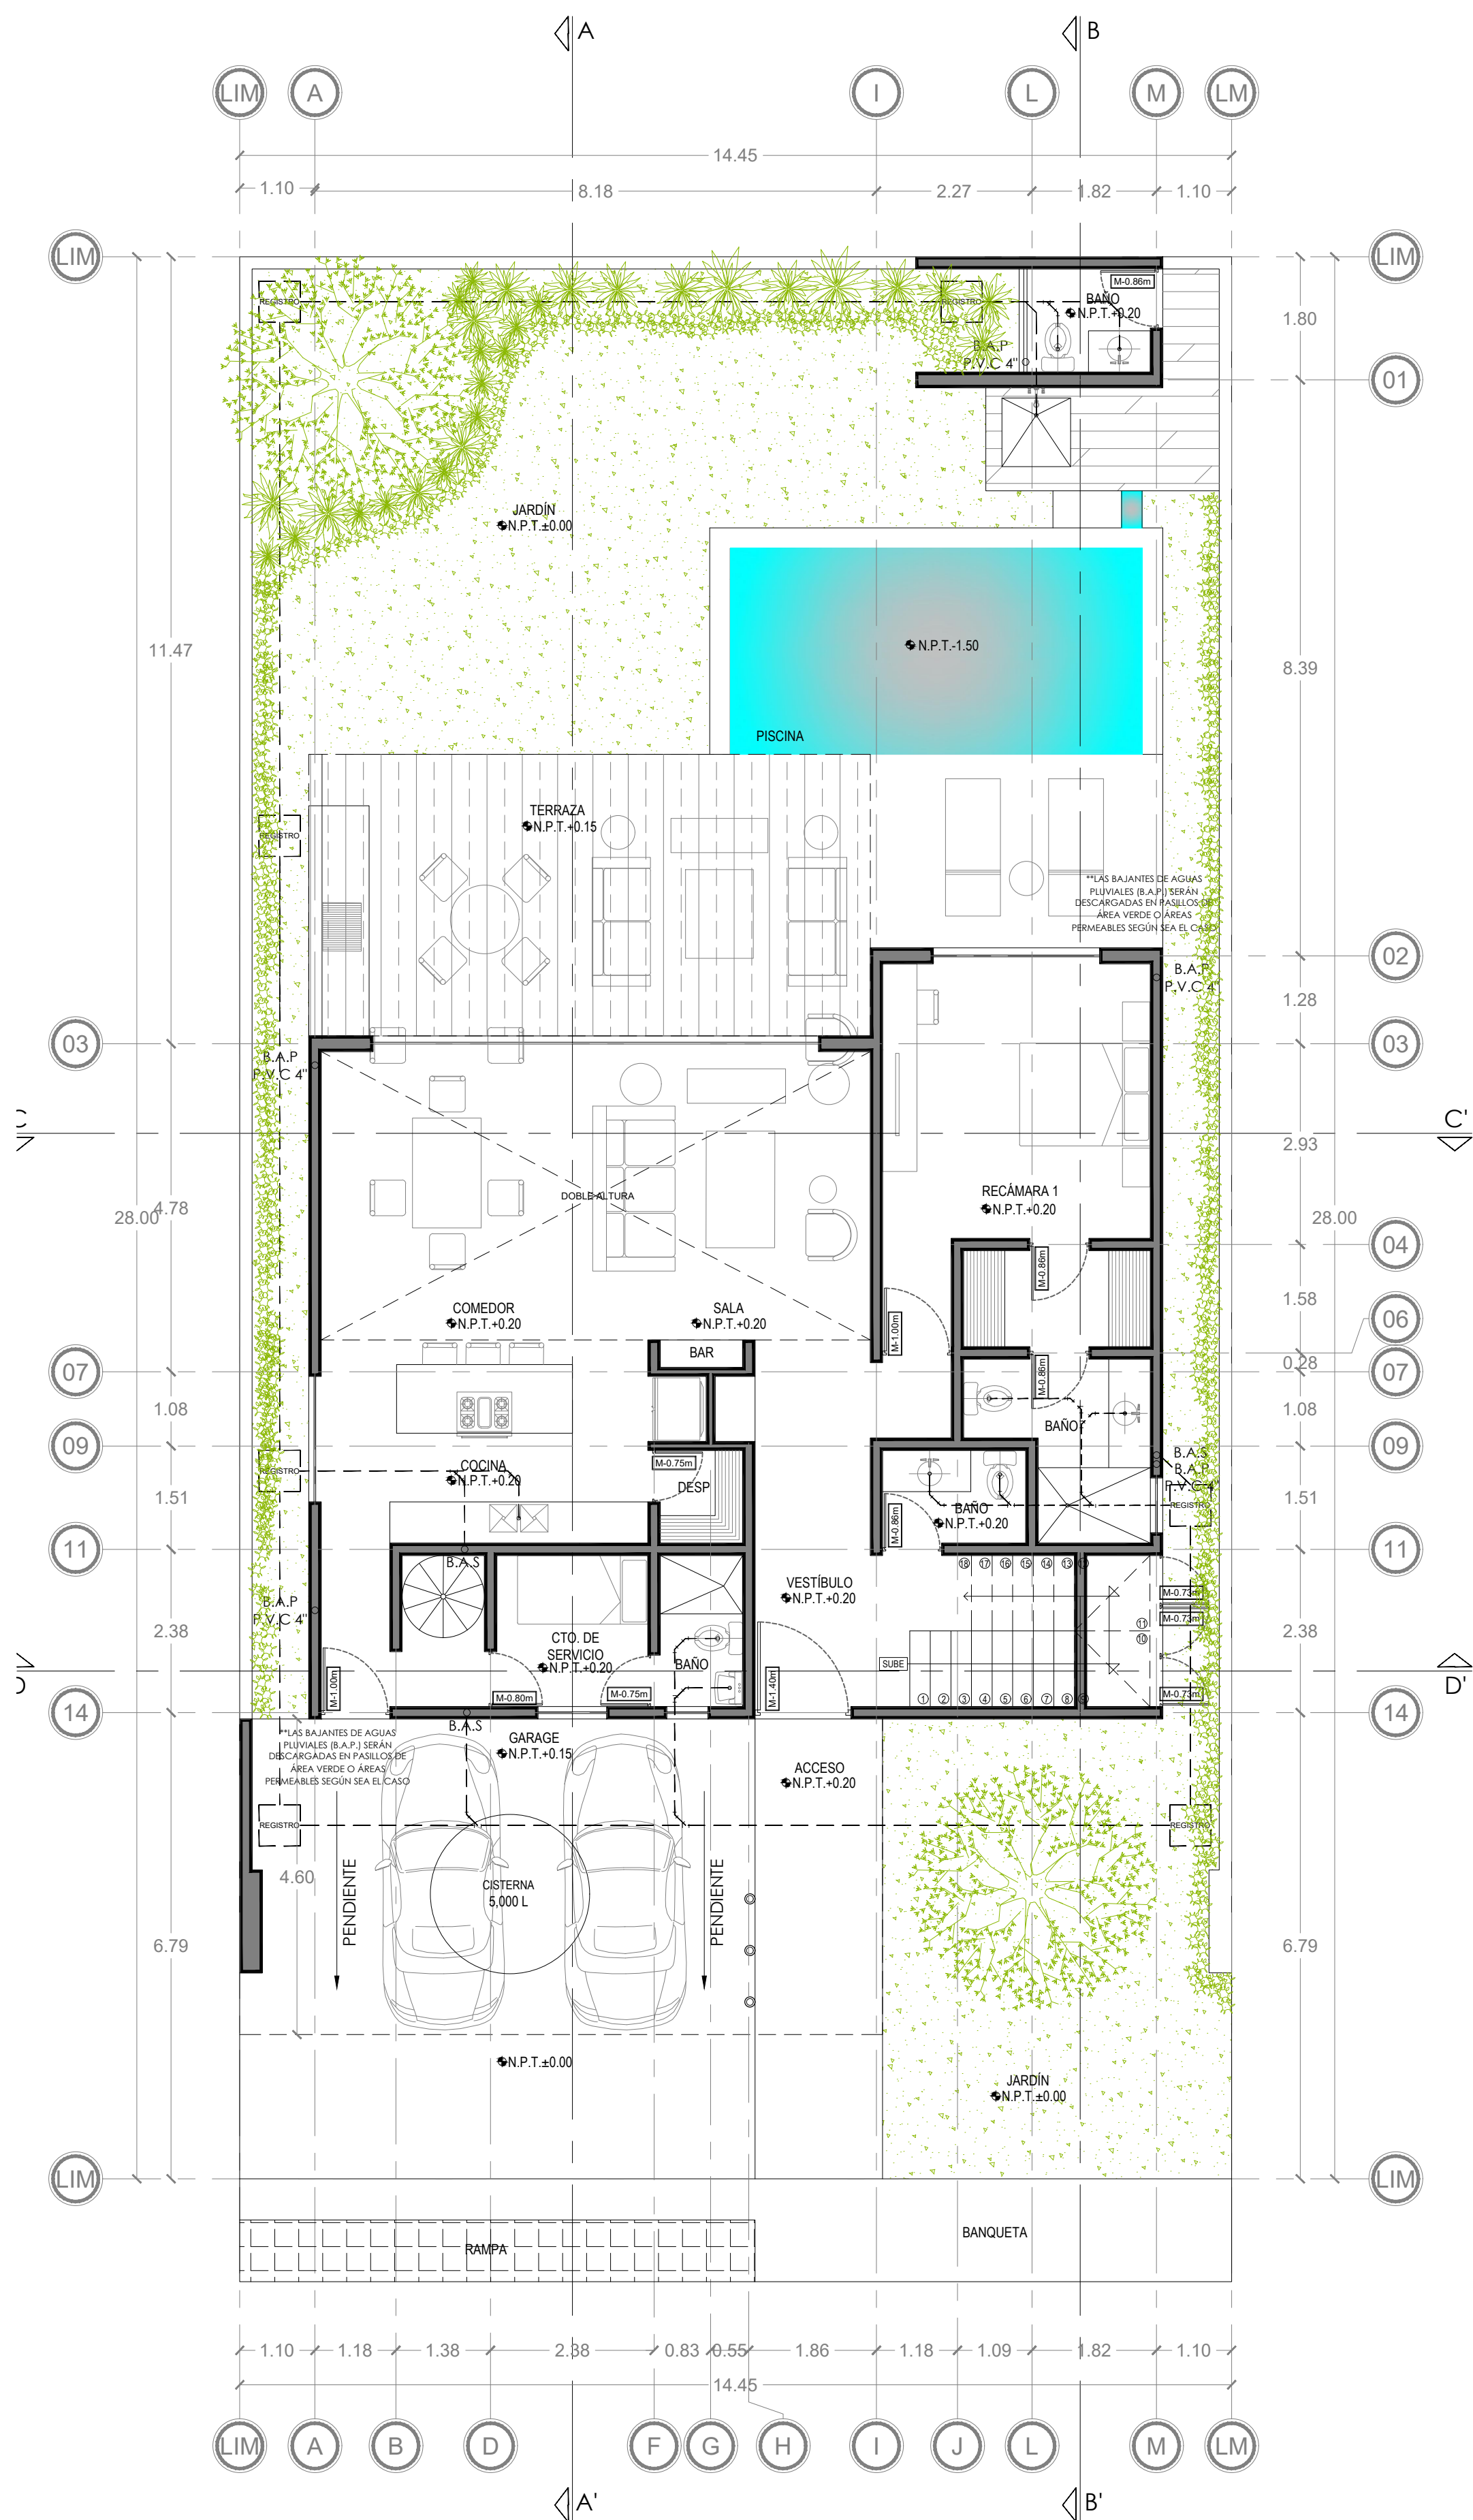 A
B
LIM
A
I
L
M
LM
14.45
1.10
8.18
2.27
1.82
1.10
LIM
LIM
REGISTRO
REGISTRO
M-0.86m
BAÑO
N.P.T.+0.20
1.80
B.A.P
P.V.C 4"
01
JARDÍN
N.P.T.±0.00
11.47
N.P.T.-1.50
8.39
PISCINA
TERRAZA
N.P.T.+0.15
REGISTRO
**LAS BAJANTES DE AGUAS
PLUVIALES (B.A.P.) SERÁN
DESCARGADAS EN PASILLOS DE
ÁREA VERDE O ÁREAS
PERMEABLES SEGÚN SEA EL CASO
02
B.A.P
P.V.C 4"
1.28
03
03
B.A.P
P.V.C 4"
C
C'
2.93
DOBLE ALTURA
RECÁMARA 1
N.P.T.+0.20
4.78
28.00
28.00
04
M-0.86m
COMEDOR
N.P.T.+0.20
SALA
N.P.T.+0.20
1.58
06
M-1.00m
BAR
0.28
07
07
M-0.86m
1.08
1.08
BAÑO
09
09
M-0.75m
COCINA
N.P.T.+0.20
REGISTRO
DESP
B.A.S
B.A.P
P.V.C 4"
REGISTRO
1.51
1.51
BAÑO
N.P.T.+0.20
M-0.86m
11
11
B.A.S
18
17
16
15
14
13
12
VESTÍBULO
N.P.T.+0.20
M-0.73m
B.A.P
P.V.C 4"
M-0.73m
11
10
2.38
2.38
CTO. DE
SERVICIO
N.P.T.+0.20
BAÑO
SUBE
D
D'
M-1.00m
M-0.80m
M-0.75m
M-1.40m
M-0.73m
1
2
3
4
5
6
7
8
9
14
14
B.A.S
**LAS BAJANTES DE AGUAS
PLUVIALES (B.A.P.) SERÁN
DESCARGADAS EN PASILLOS DE
ÁREA VERDE O ÁREAS
PERMEABLES SEGÚN SEA EL CASO
GARAGE
N.P.T.+0.15
ACCESO
N.P.T.+0.20
REGISTRO
REGISTRO
4.60
PENDIENTE
CISTERNA
5,000 L
PENDIENTE
6.79
6.79
N.P.T.±0.00
JARDÍN
N.P.T.±0.00
LIM
LIM
BANQUETA
RAMPA
1.10
1.18
1.38
2.38
0.83
0.55
1.86
1.18
1.09
1.82
1.10
14.45
LIM
A
B
D
F
G
H
I
J
L
M
LM
A'
B'